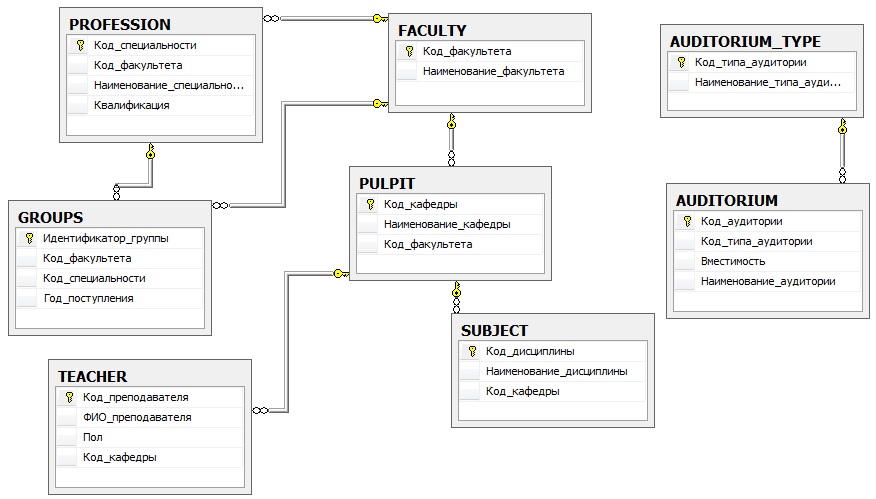 PROFESSION
Код_специальности
Код_факультета
Наименование_специально...
Квалификация
FACULTY
Код_факультета
Наименование_факультета
AUDITORIUM_TYPE
Код_типа_аудитории
Наименование_типа_ауди...
GROUPS
Идентификатор_группы
Код_факультета
Код_специальности
Год_поступления
PULPIT
Код_кафедры
Наименование_кафедры
Код_факультета
AUDITORIUM
Код_аудитории
Код_типа_аудитории
Вместимость
Наименование_аудитории
TEACHER
Код_преподавателя
ФИО_преподавателя
Пол
Код_кафедры
SUBJECT
Код_дисциплины
Наименование_дисциплины
Код_кафедры